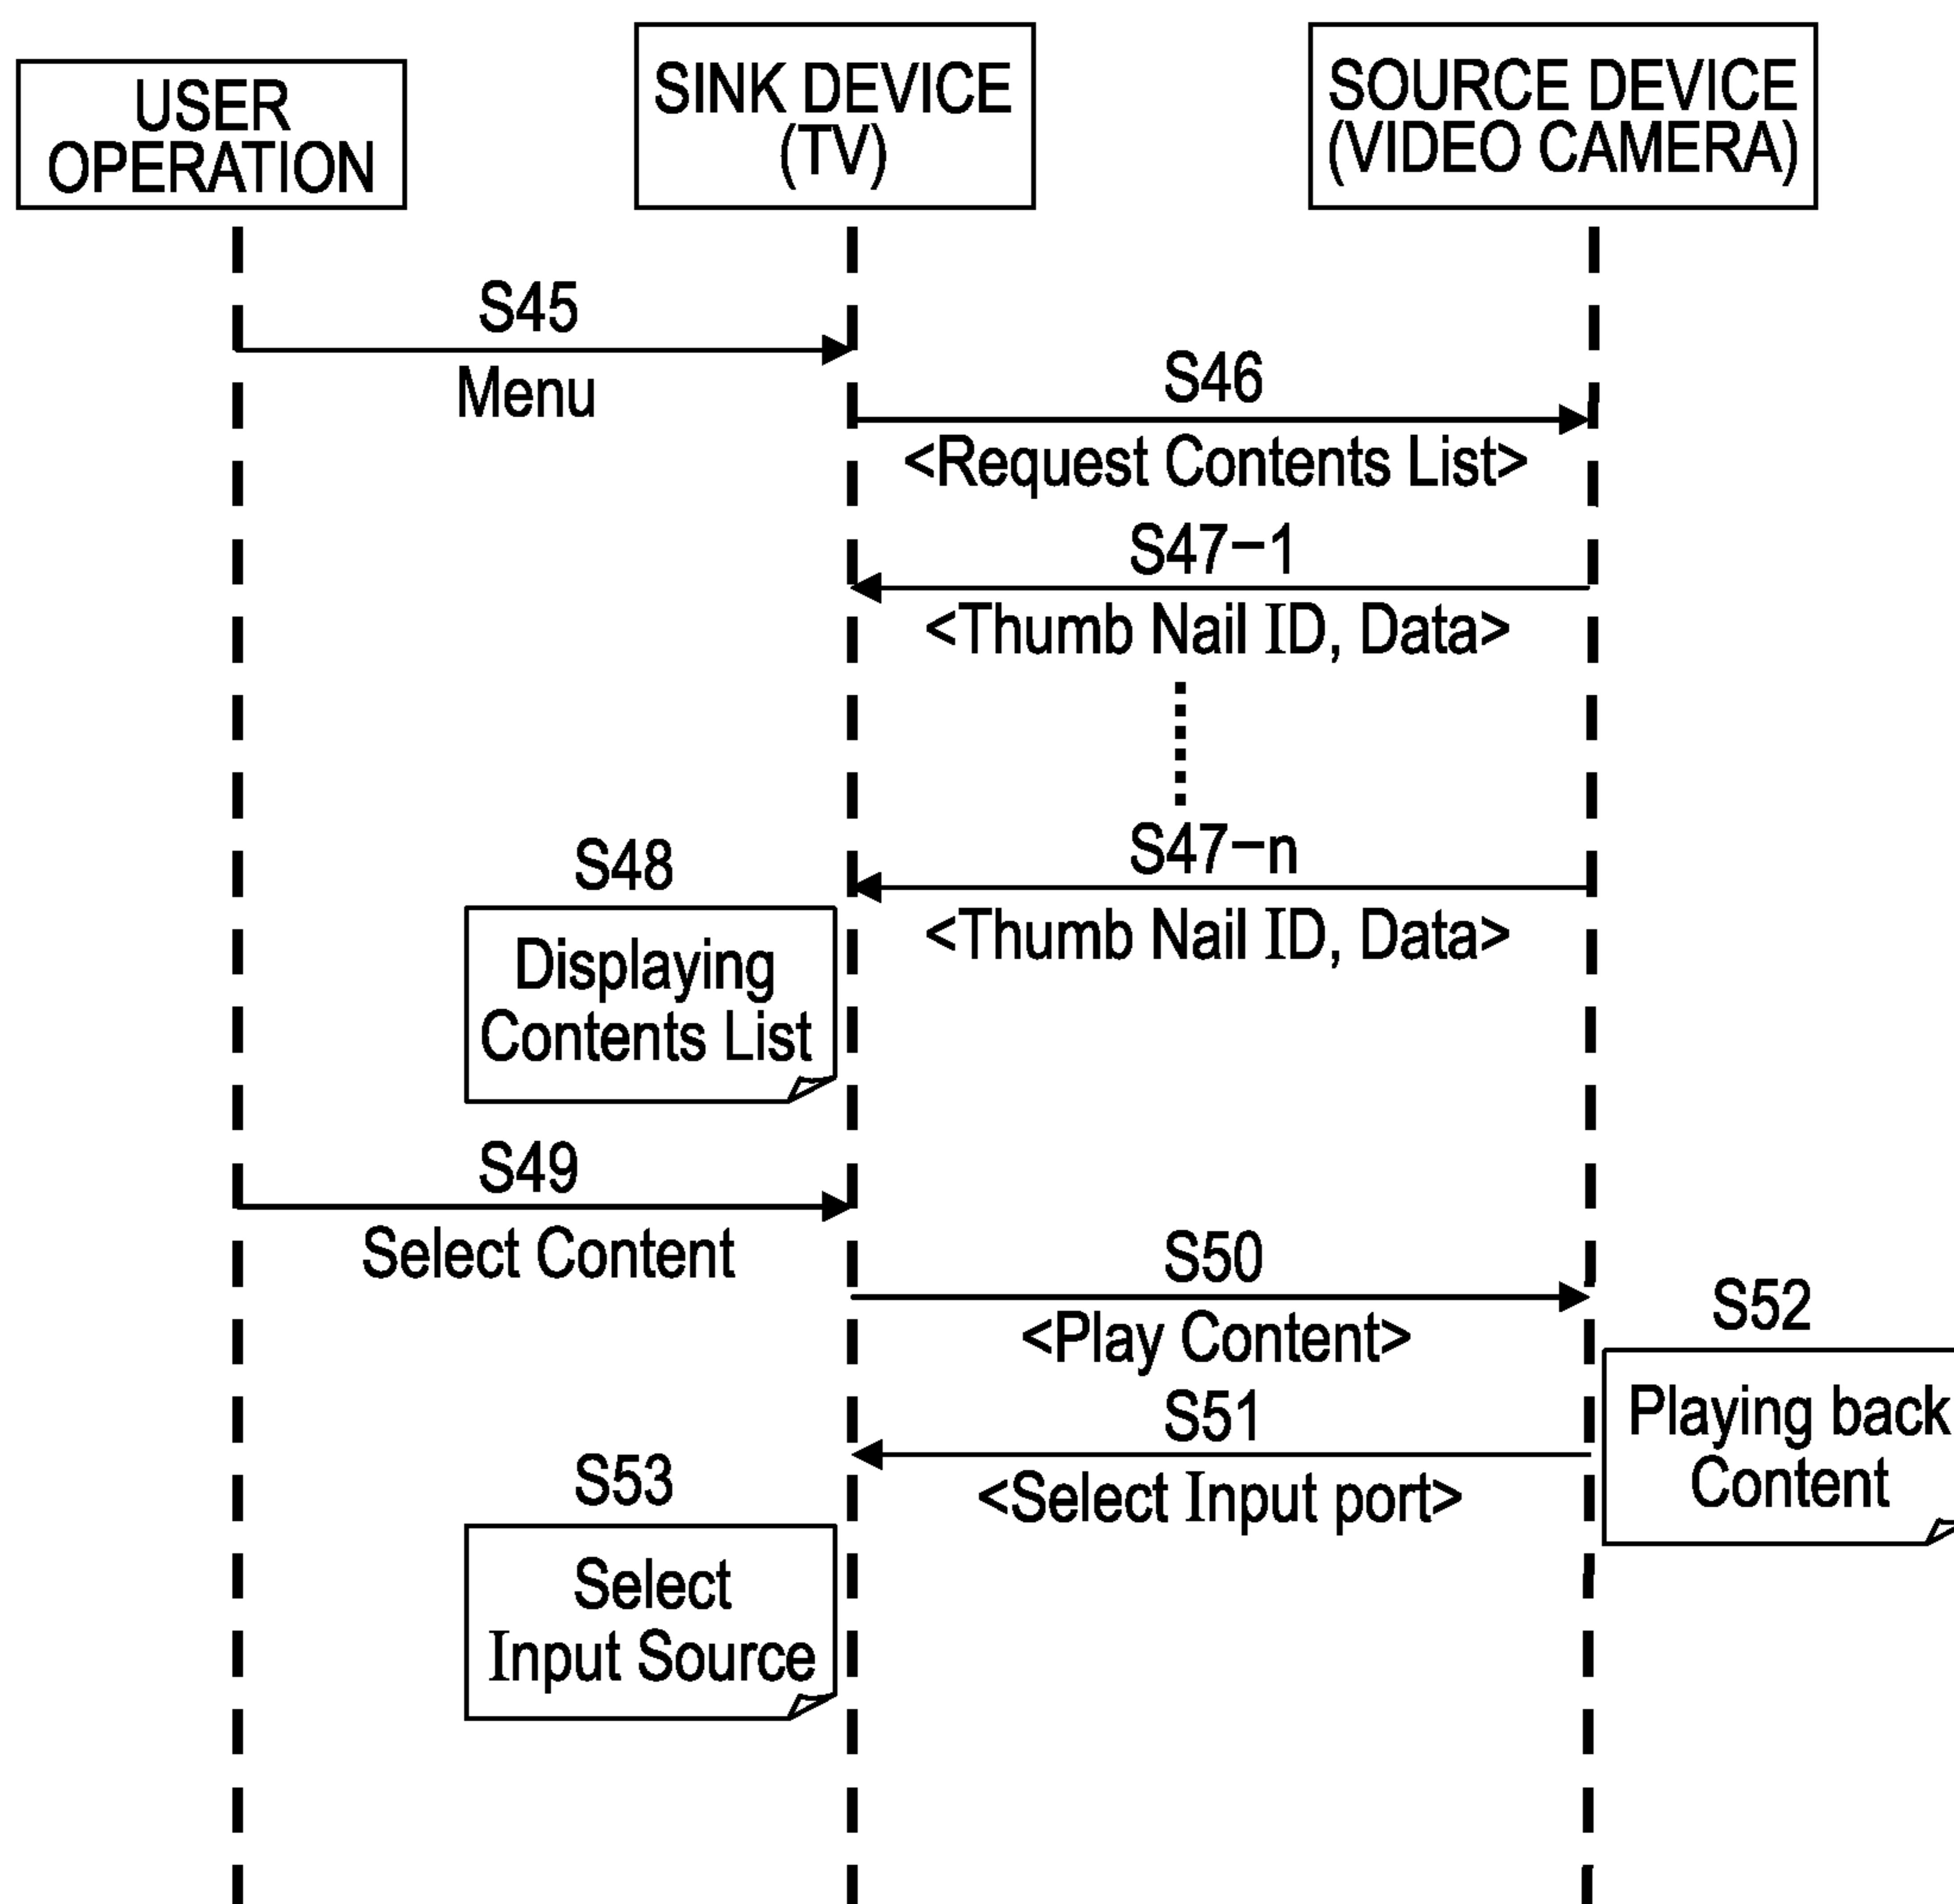 USER
OPERATION
SINK DEVICE
(TV)
SOURCE DEVICE
(VIDEO CAMERA)
S45
Menu
S46
<Request Contents List>
S47-1
<Thumb Nail ID, Data>
S47-n
<Thumb Nail ID, Data>
S48
Displaying
Contents List
S49
Select Content
S50
<Play Content>
S51
<Select Input port>
S52
Playing back
Content
S53
Select
Input Source